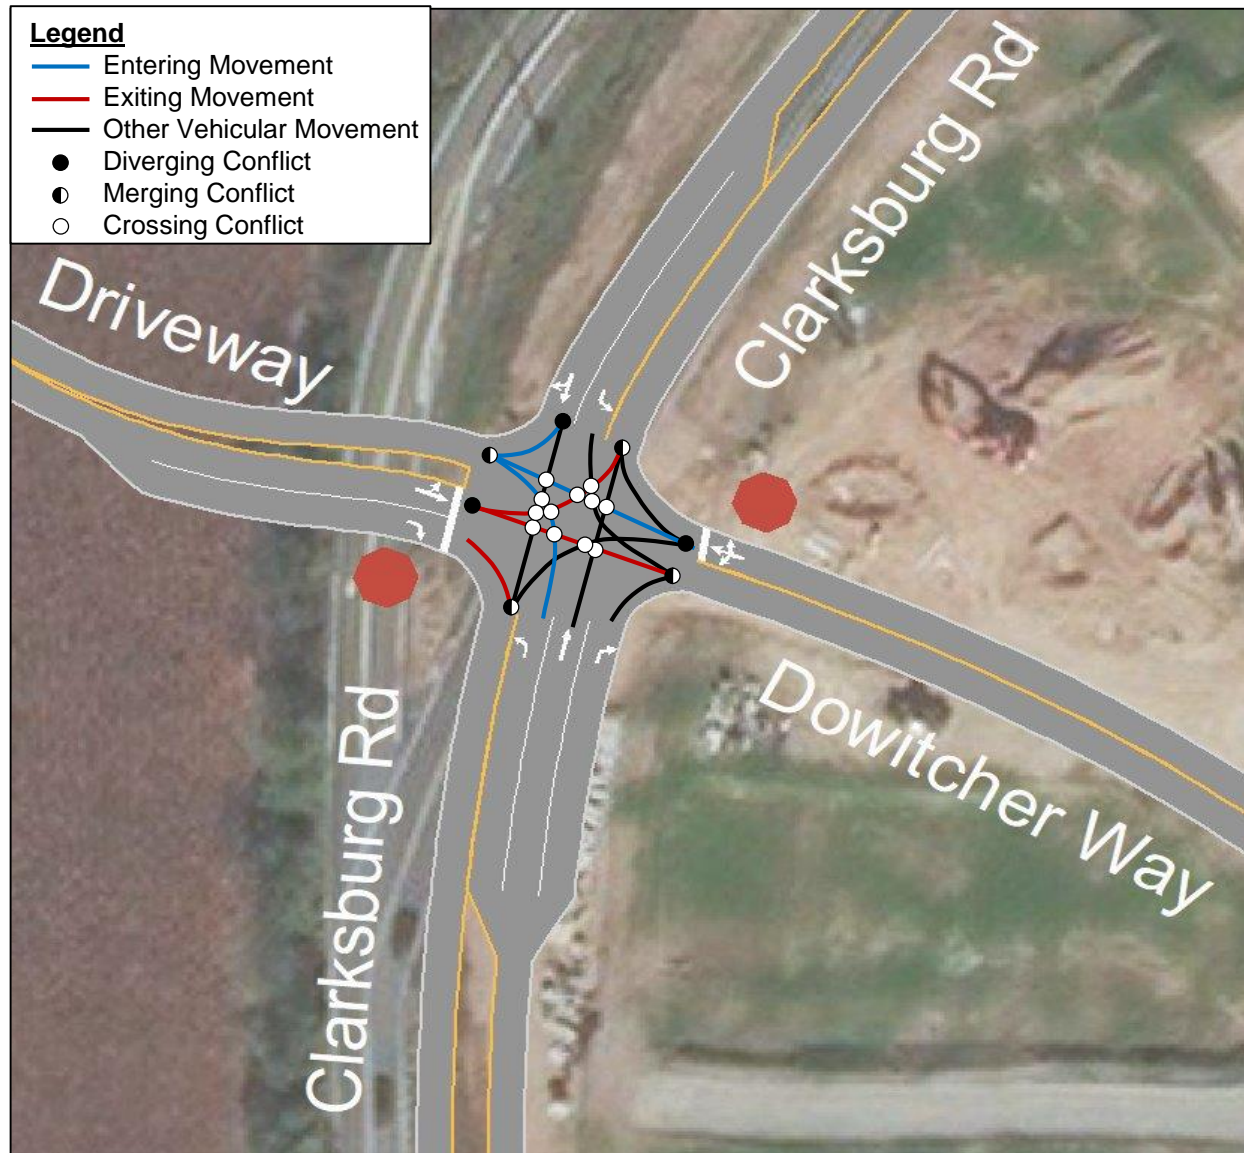 Legend
Entering Movement
Exiting Movement
Other Vehicular Movement
Diverging Conflict
Merging Conflict
Crossing Conflict
Driveway
Clarksburg Rd
Clarksburg Rd
Dowitcher Way